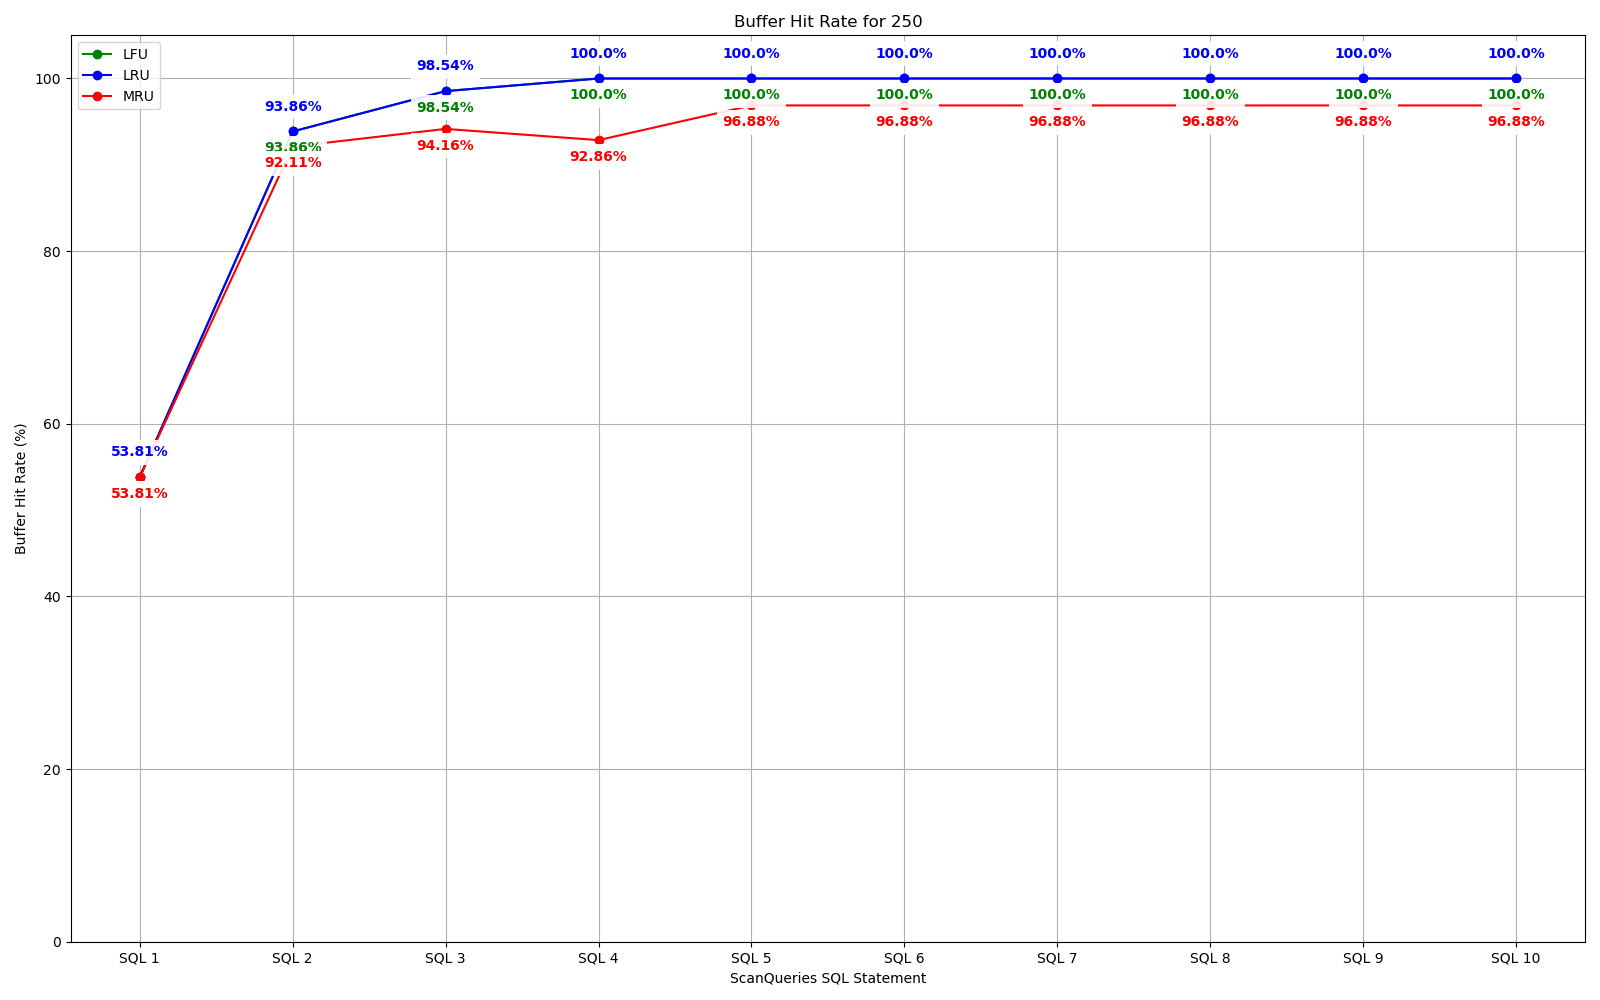 Buffer Hit Rate for 250
LFU
LRU
MRU
Buffer Hit Rate (%)
100
80
60
40
20
0
53.81%
53.81%
93.86%
93.86%
92.11%
98.54%
98.54%
94.16%
100.0%
100.0%
92.86%
100.0%
100.0%
96.88%
100.0%
100.0%
96.88%
100.0%
100.0%
96.88%
100.0%
100.0%
96.88%
100.0%
100.0%
96.88%
100.0%
100.0%
96.88%
SQL 1
SQL 2
SQL 3
SQL 4
SQL 5
SQL 6
SQL 7
SQL 8
SQL 9
SQL 10
ScanQueries SQL Statement